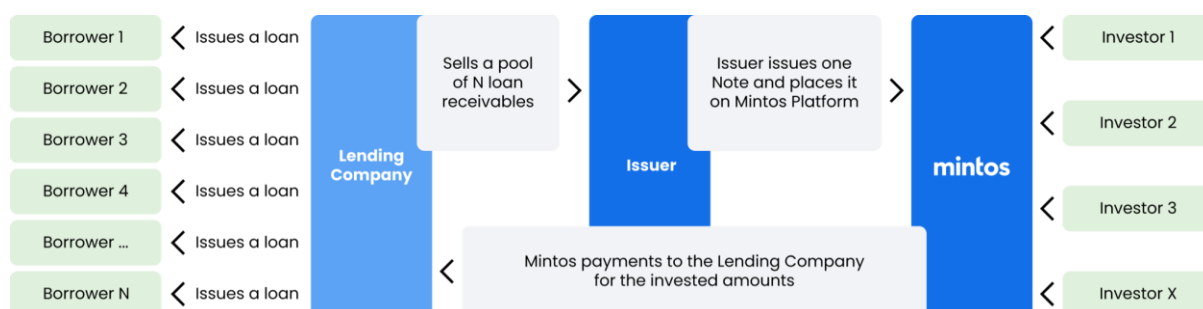 Borrower 1
Issues a loan
Borrower 2
Issues a loan
Borrower 3
Issues a loan
Borrower 4
Issues a loan
Borrower ...
Issues a loan
Borrower N
Issues a loan
Lending
Company
Sells a pool
of N loan
receivables
Issuer
Issuer issues one
Note and places it
on Mintos Platform
mintos
Mintos payments to the Lending Company
for the invested amounts
Investor 1
Investor 2
Investor 3
Investor X